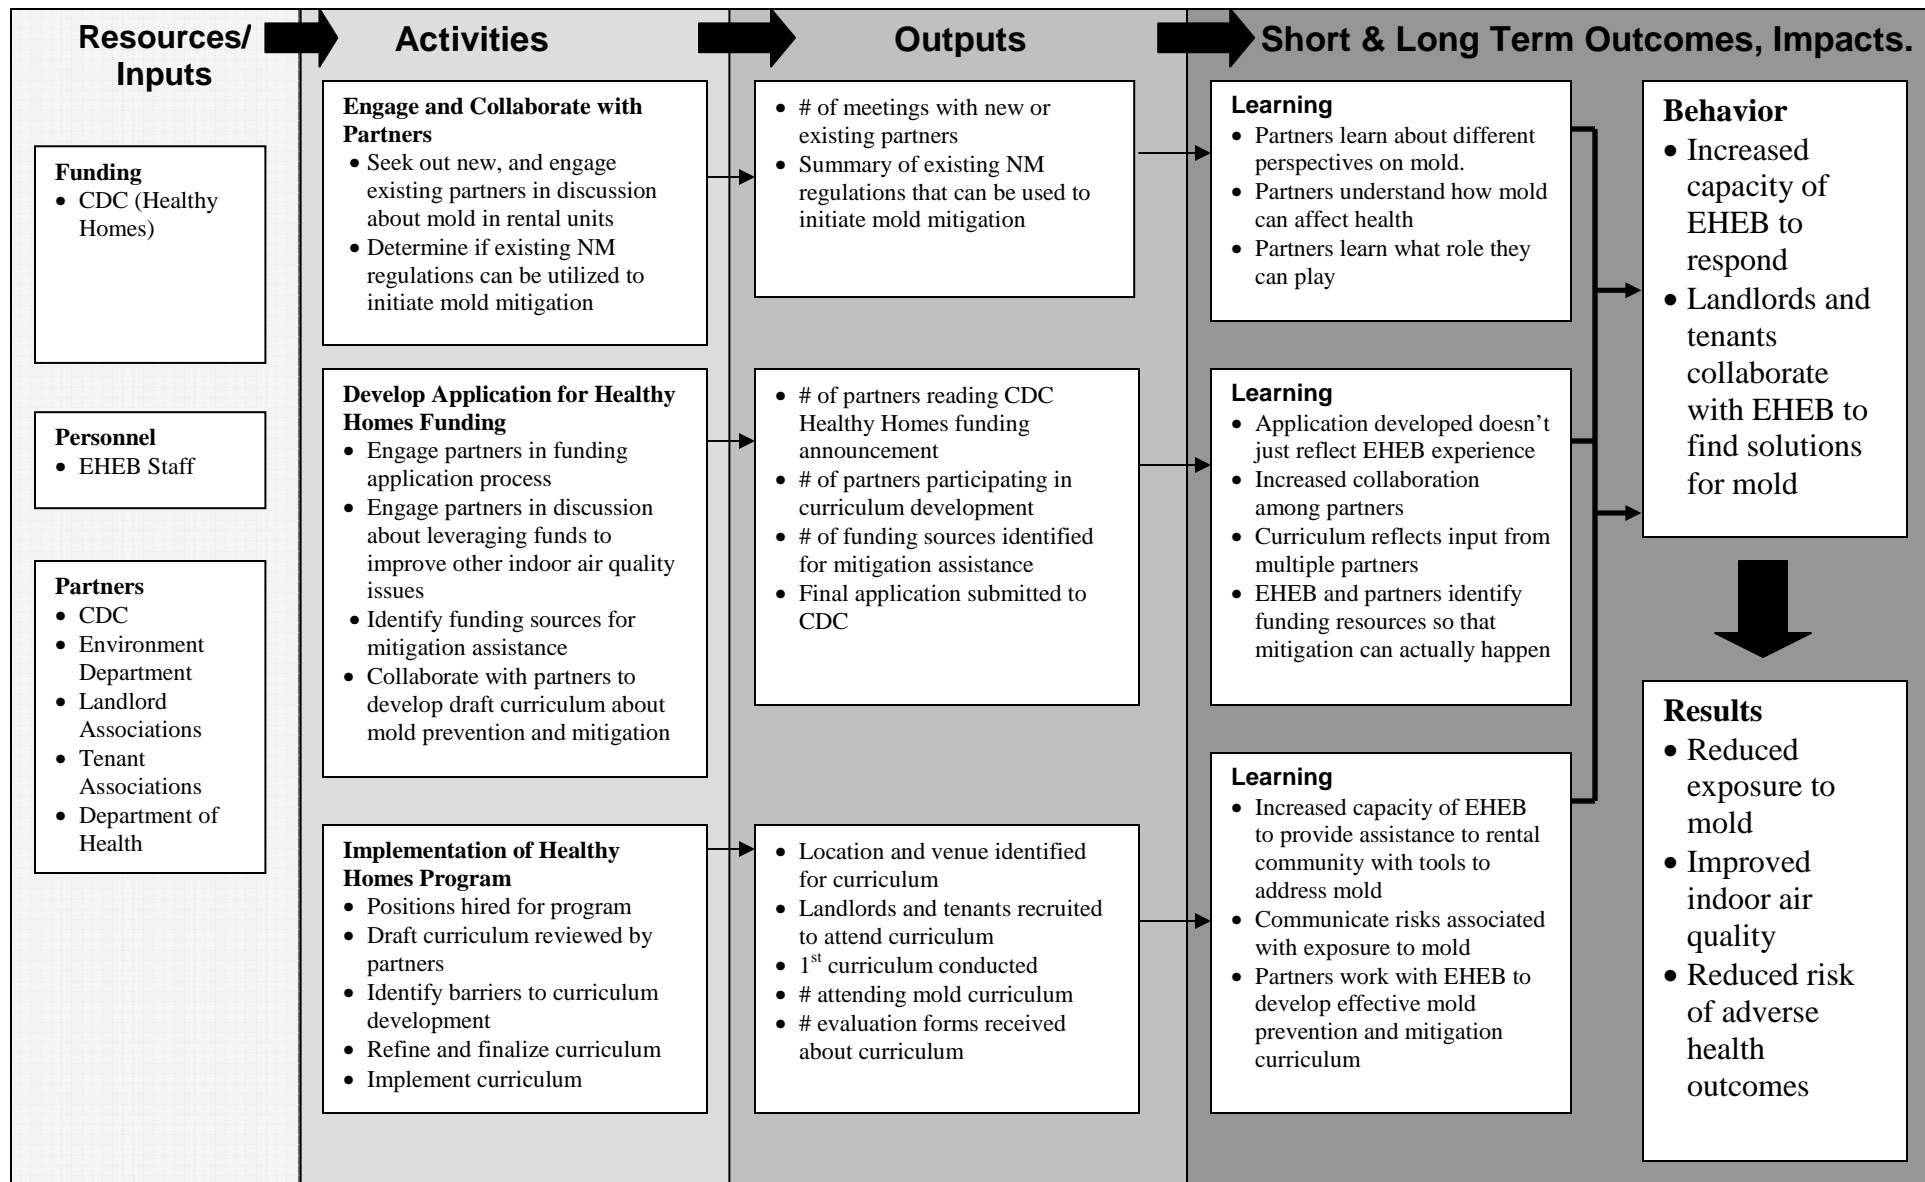 Resources/
Inputs
Activities
Outputs
Short & Long Term Outcomes, Impacts.
Funding
• CDC (Healthy
Homes)
Personnel
• EHEB Staff
Partners
• CDC
• Environment
Department
• Landlord
Associations
• Tenant
Associations
• Department of
Health
Engage and Collaborate with
Partners
• Seek out new, and engage
existing partners in discussion
about mold in rental units
• Determine if existing NM
regulations can be utilized to
initiate mold mitigation
Develop Application for Healthy
Homes Funding
• Engage partners in funding
application process
• Engage partners in discussion
about leveraging funds to
improve other indoor air quality
issues
• Identify funding sources for
mitigation assistance
• Collaborate with partners to
develop draft curriculum about
mold prevention and mitigation
Implementation of Healthy
Homes Program
• Positions hired for program
• Draft curriculum reviewed by
partners
• Identify barriers to curriculum
development
• Refine and finalize curriculum
• Implement curriculum
• # of meetings with new or
existing partners
• Summary of existing NM
regulations that can be used to
initiate mold mitigation
• # of partners reading CDC
Healthy Homes funding
announcement
• # of partners participating in
curriculum development
• # of funding sources identified
for mitigation assistance
• Final application submitted to
CDC
• Location and venue identified
for curriculum
• Landlords and tenants recruited
to attend curriculum
• 1st curriculum conducted
• # attending mold curriculum
• # evaluation forms received
about curriculum
Learning
• Partners learn about different
perspectives on mold.
• Partners understand how mold
can affect health
• Partners learn what role they
can play
Learning
• Application developed doesn't
just reflect EHEB experience
• Increased collaboration
among partners
• Curriculum reflects input from
multiple partners
• EHEB and partners identify
funding resources so that
mitigation can actually happen
Learning
• Increased capacity of EHEB
to provide assistance to rental
community with tools to
address mold
• Communicate risks associated
with exposure to mold
• Partners work with EHEB to
develop effective mold
prevention and mitigation
curriculum
Behavior
• Increased
capacity of
EHEB to
respond
• Landlords and
tenants
collaborate
with EHEB to
find solutions
for mold
Results
• Reduced
exposure to
mold
• Improved
indoor air
quality
• Reduced risk
of adverse
health
outcomes